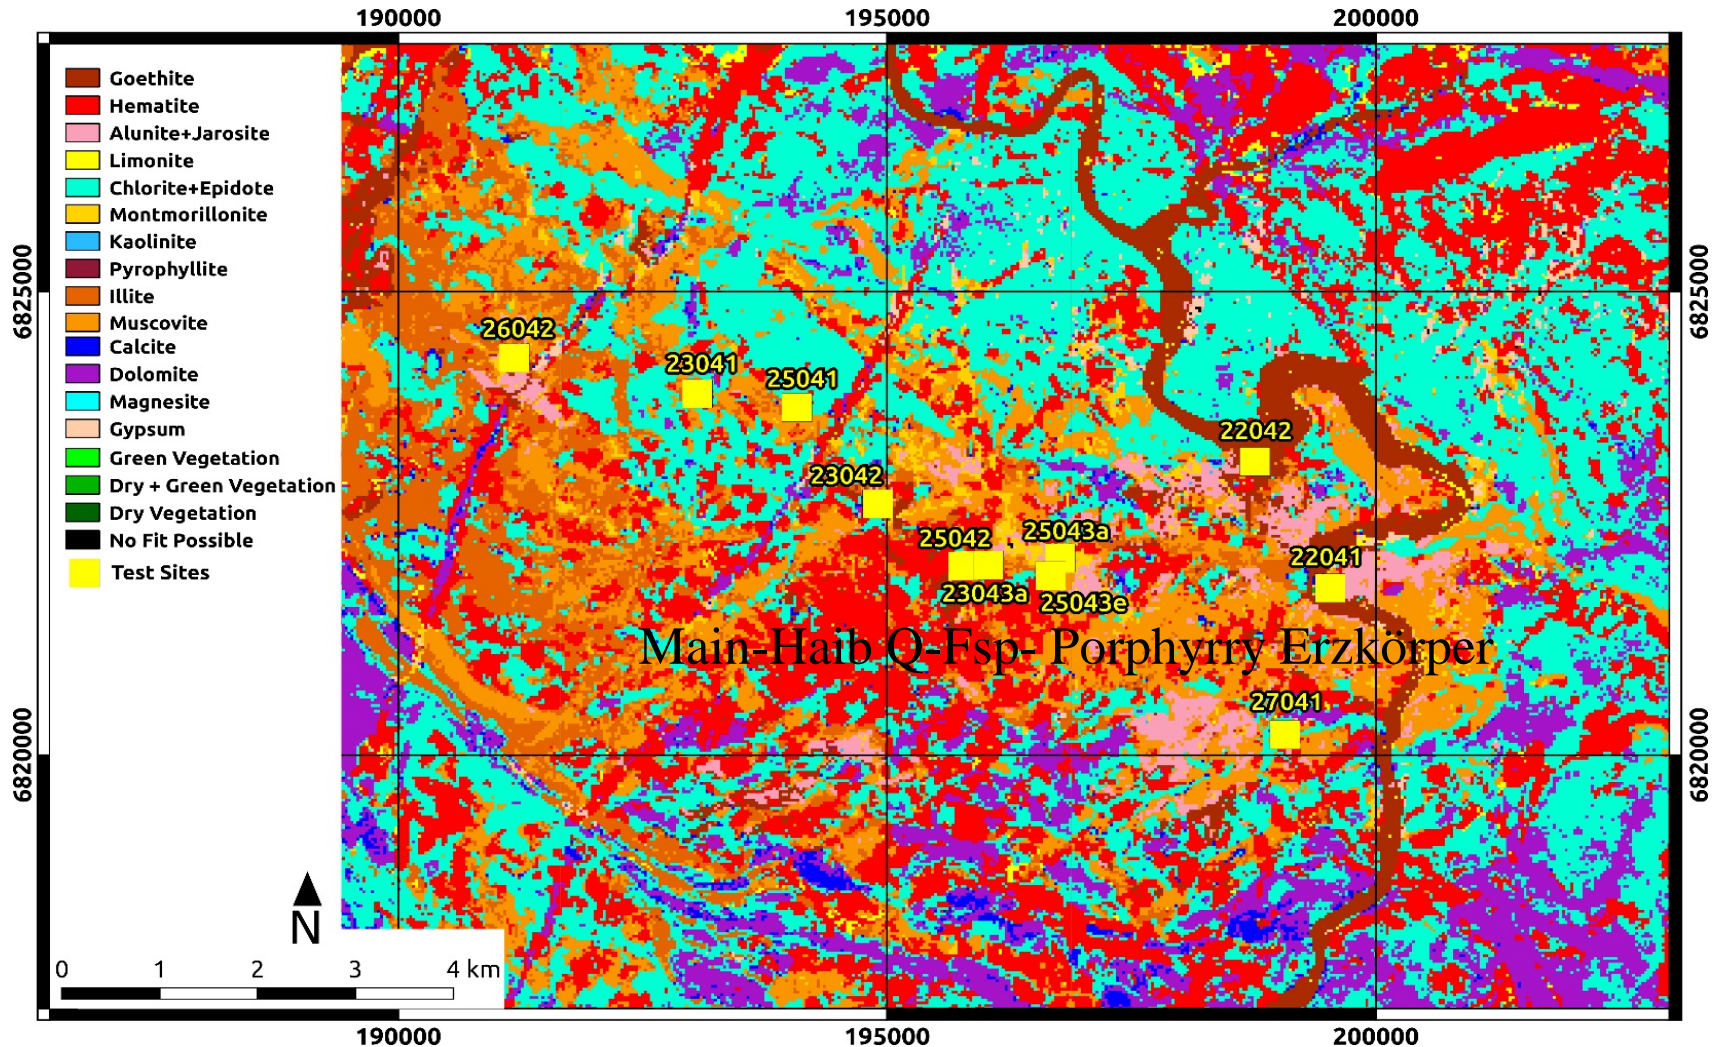 190000 195000 200000
Goethite
Hematite
Alunite+Jarosite
Limonite
Chlorite+Epidote
Montmorillonite
Kaolinite
Pyrophyllite
Illite
Muscovite
Calcite
Dolomite
Magnesite
Gypsum
Green Vegetation
Dry + Green Vegetation
Dry Vegetation
No Fit Possible
Test Sites
6825000
6825000
26042
23041
25041
22042
23042
25042
25043a
22041
23043a
25043e
Main-Haib Q-Fsp- Porphyrry Erzkörper
27041
6820000
6820000
N
0 1 2 3 4 km
190000 195000 200000